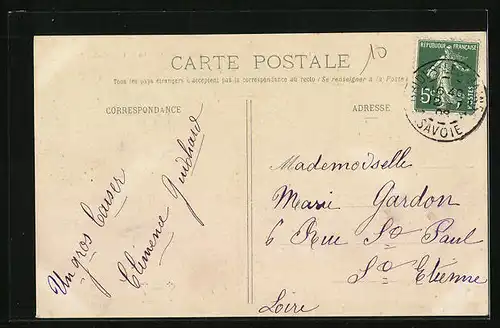 CARTE POSTALE
10
Tous les pays étrangers n'acceptent pas la correspondance au recto (Se renseigner à la Poste)
CORRESPONDANCE
ADRESSE
REPUBLIQUE FRANÇAISE
5c
POSTES
SAVOIE
Un gros baiser
Clémence Guichard
Mademoiselle
Marie Gardon
6 Rue St Paul
St Etienne
Loire